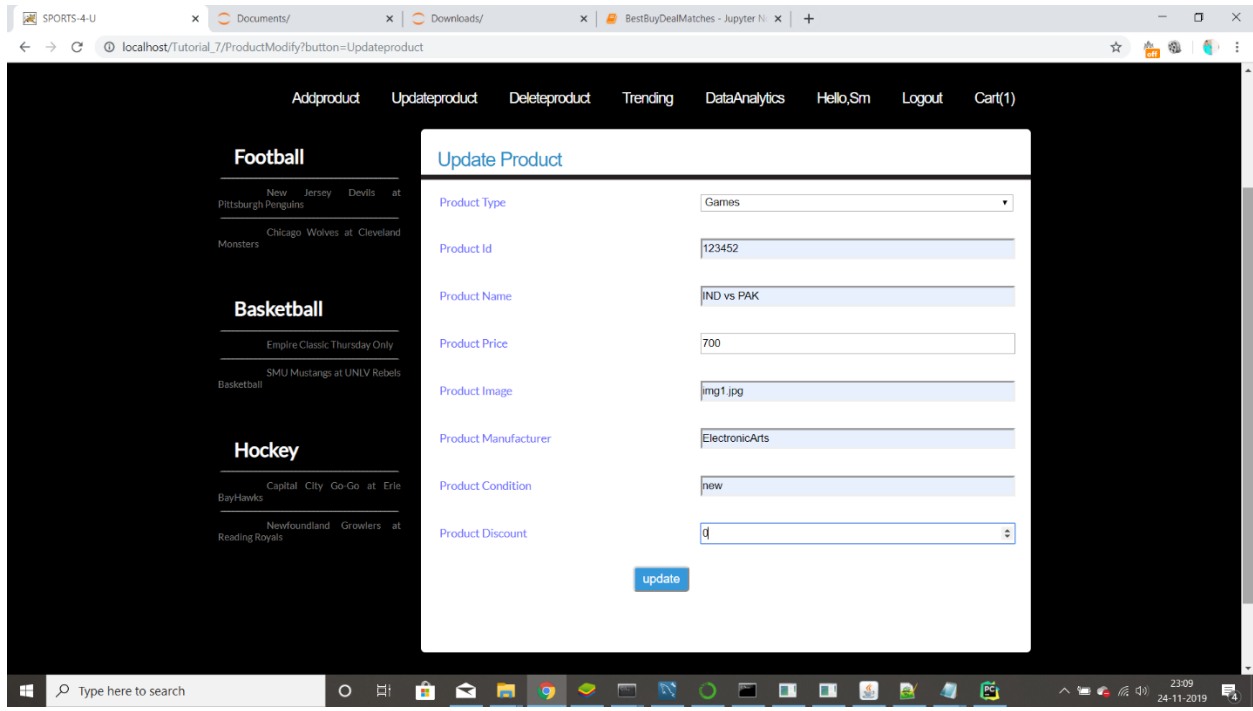 SPORTS-4-U
Documents/
Downloads/
BestBuyDealMatches - Jupyter N
localhost/Tutorial_7/ProductModify?button=Updateproduct
off
Addproduct Updateproduct Deleteproduct Trending DataAnalytics Hello,Sm Logout Cart(1)
Football
New Jersey Devils at
Pittsburgh Penguins
Chicago Wolves at Cleveland
Monsters
Basketball
Empire Classic Thursday Only
SMU Mustangs at UNLV Rebels
Basketball
Hockey
Capital City Go-Go at Erie
BayHawks
Newfoundland Growlers at
Reading Royals
Update Product
Product Type Games
Product Id 123452
Product Name IND vs PAK
Product Price 700
Product Image img1.jpg
Product Manufacturer ElectronicArts
Product Condition new
Product Discount 0
update
Type here to search
PC
23:09
24-11-2019
4